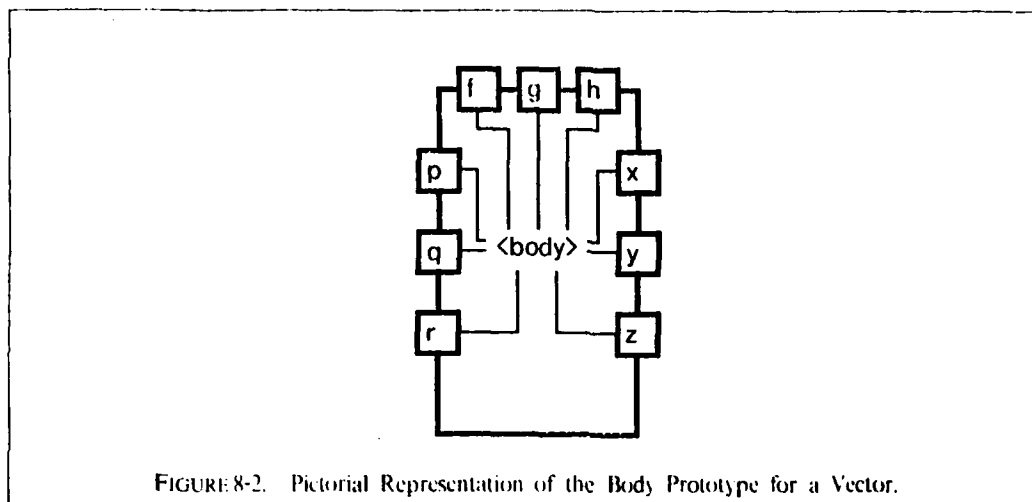 f g h
p x
q <body> y
r z
FIGURE 8-2. Pictorial Representation of the Body Prototype for a Vector.